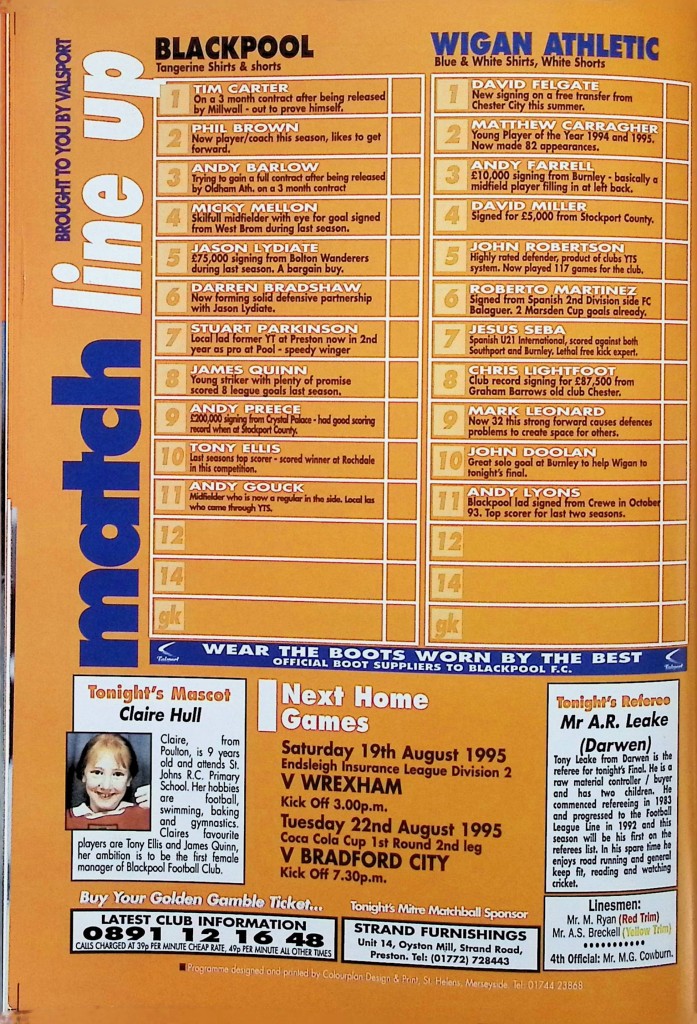 BROUGHT TO YOU BY VALSPORT
match line up
BLACKPOOL
Tangerine Shirts & shorts
1 TIM CARTER
On a 3 month contract after being released
by Millwall - out to prove himself.
2 PHIL BROWN
Now player/coach this season, likes to get
forward.
3 ANDY BARLOW
Trying to gain a full contract after being released
by Oldham Ath. on a 3 month contract
4 MICKY MELLON
Skilfull midfielder with eye for goal signed
from West Brom during last season.
5 JASON LYDIATE
£75,000 signing from Bolton Wanderers
during last season. A bargain buy.
6 DARREN BRADSHAW
Now forming solid defensive partnership
with Jason Lydiate.
7 STUART PARKINSON
Local lad former YT at Preston now in 2nd
year as pro at Pool - speedy winger
8 JAMES QUINN
Young striker with plenty of promise
scored 8 league goals last season.
9 ANDY PREECE
£200,000 signing from Crystal Palace - had good scoring
record when at Stockport County.
10 TONY ELLIS
Last seasons top scorer - scored winner at Rochdale
in this competition.
11 ANDY GOUCK
Midfielder who is now a regular in the side. Local las
who came through YTS.
12
14
gk
WIGAN ATHLETIC
Blue & White Shirts, White Shorts
1 DAVID FELGATE
New signing on a free transfer from
Chester City this summer.
2 MATTHEW CARRAGHER
Young Player of the Year 1994 and 1995.
Now made 82 appearances.
3 ANDY FARRELL
£10,000 signing from Burnley - basically a
midfield player filling in at left back.
4 DAVID MILLER
Signed for £5,000 from Stockport County.
5 JOHN ROBERTSON
Highly rated defender, product of clubs YTS
system. Now played 117 games for the club.
6 ROBERTO MARTINEZ
Signed from Spanish 2nd Division side FC
Balaguer. 2 Marsden Cup goals already.
7 JESUS SEBA
Spanish U21 International, scored against both
Southport and Burnley. Lethal free kick expert.
8 CHRIS LIGHTFOOT
Club record signing for £87,500 from
Graham Barrows old club Chester.
9 MARK LEONARD
Now 32 this strong forward causes defences
problems to create space for others.
10 JOHN DOOLAN
Great solo goal at Burnley to help Wigan to
tonight's final.
11 ANDY LYONS
Blackpool lad signed from Crewe in October
93. Top scorer for last two seasons.
12
14
gk
Valsport
WEAR THE BOOTS WORN BY THE BEST
OFFICIAL BOOT SUPPLIERS TO BLACKPOOL F.C.
Valsport
Tonight's Mascot
Claire Hull
Claire, from
Poulton, is 9 years
old and attends St.
Johns R.C. Primary
School. Her hobbies
are football,
swimming, baking
and gymnastics.
Claires favourite
players are Tony Ellis and James Quinn,
her ambition is to be the first female
manager of Blackpool Football Club.
Next Home
Games
Saturday 19th August 1995
Endsleigh Insurance League Division 2
V WREXHAM
Kick Off 3.00p.m.
Tuesday 22nd August 1995
Coca Cola Cup 1st Round 2nd leg
V BRADFORD CITY
Kick Off 7.30p.m.
Tonight's Referee
Mr A.R. Leake
(Darwen)
Tony Leake from Darwen is the
referee for tonight's Final. He is a
raw material controller / buyer
and has two children. He
commenced refereeing in 1983
and progressed to the Football
League Line in 1992 and this
season will be his first on the
referees list. In his spare time he
enjoys road running and general
keep fit, reading and watching
cricket.
Linesmen:
Mr. M. Ryan (Red Trim)
Mr. A.S. Breckell (Yellow Trim)
4th Official: Mr. M.G. Cowburn.
Buy Your Golden Gamble Ticket...
LATEST CLUB INFORMATION
0891 12 16 48
CALLS CHARGED AT 39p PER MINUTE CHEAP RATE, 49p PER MINUTE ALL OTHER TIMES
Tonight's Mitre Matchball Sponsor
STRAND FURNISHINGS
Unit 14, Oyston Mill, Strand Road,
Preston. Tel: (01772) 728443
Programme designed and printed by Colourplan Design & Print, St. Helens, Merseyside. Tel: 01744 23868